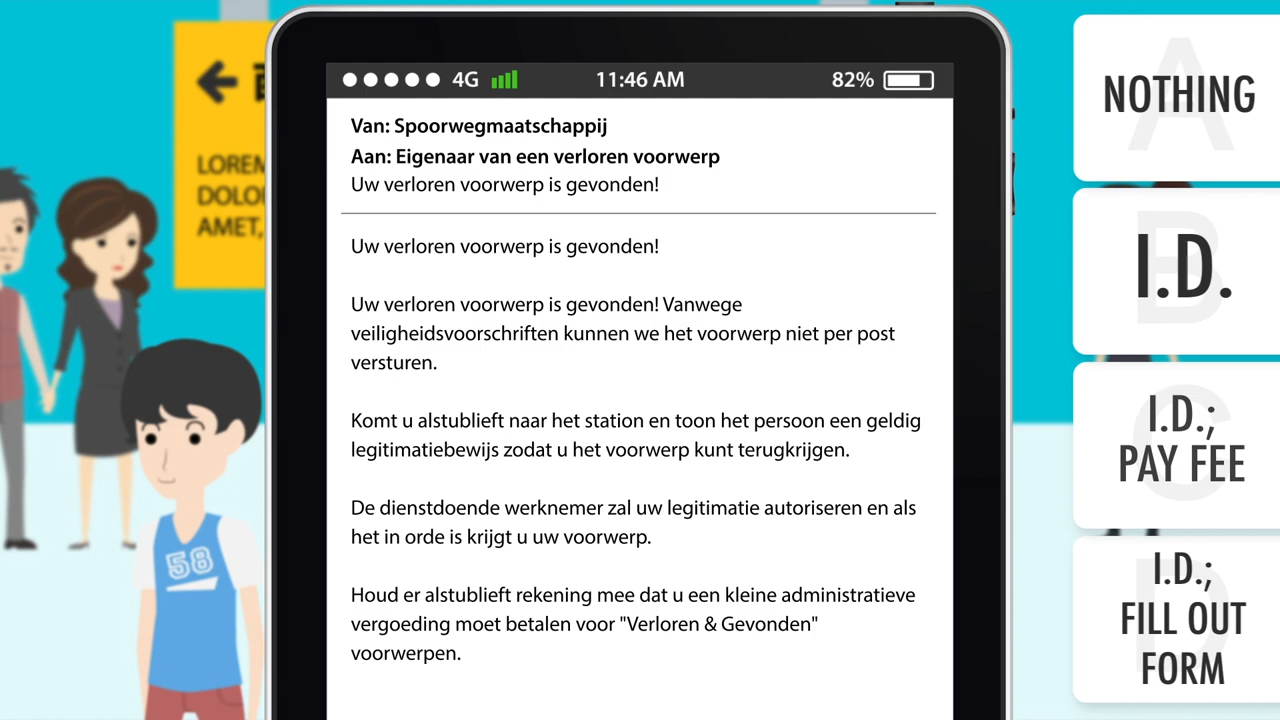 LOREM
DOLO
AMET,
58
4G
11:46 AM
82%
Van: Spoorwegmaatschappij
Aan: Eigenaar van een verloren voorwerp
Uw verloren voorwerp is gevonden!
Uw verloren voorwerp is gevonden!
Uw verloren voorwerp is gevonden! Vanwege
veiligheidsvoorschriften kunnen we het voorwerp niet per post
versturen.
Komt u alstublieft naar het station en toon het persoon een geldig
legitimatiebewijs zodat u het voorwerp kunt terugkrijgen.
De dienstdoende werknemer zal uw legitimatie autoriseren en als
het in orde is krijgt u uw voorwerp.
Houd er alstublieft rekening mee dat u een kleine administratieve
vergoeding moet betalen voor "Verloren & Gevonden"
voorwerpen.
A
NOTHING
B
I.D.
C
I.D.;
PAY FEE
D
I.D.;
FILL OUT
FORM